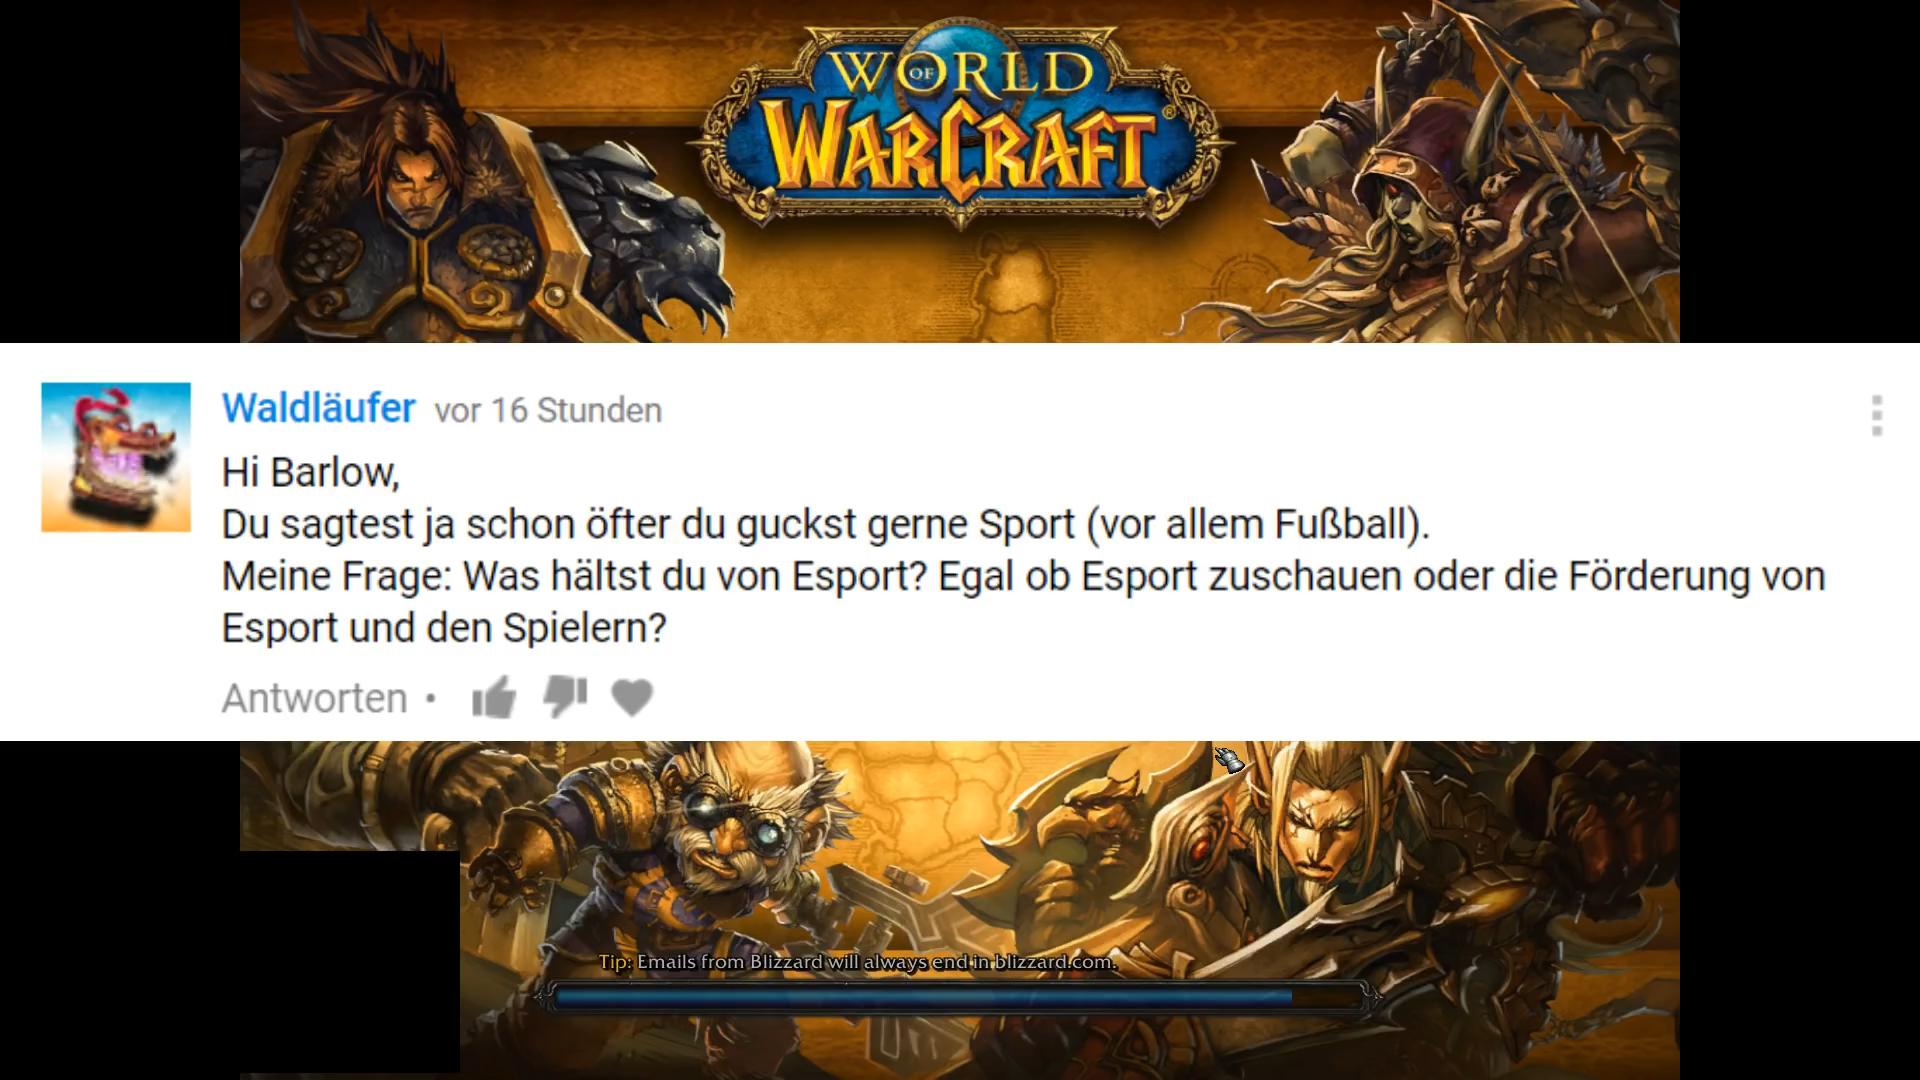 WORLD OF
WARCRAFT®
Waldläufer vor 16 Stunden
Hi Barlow,
Du sagtest ja schon öfter du guckst gerne Sport (vor allem Fußball).
Meine Frage: Was hältst du von Esport? Egal ob Esport zuschauen oder die Förderung von
Esport und den Spielern?
Antworten •
Tip: Emails from Blizzard will always end in blizzard.com.